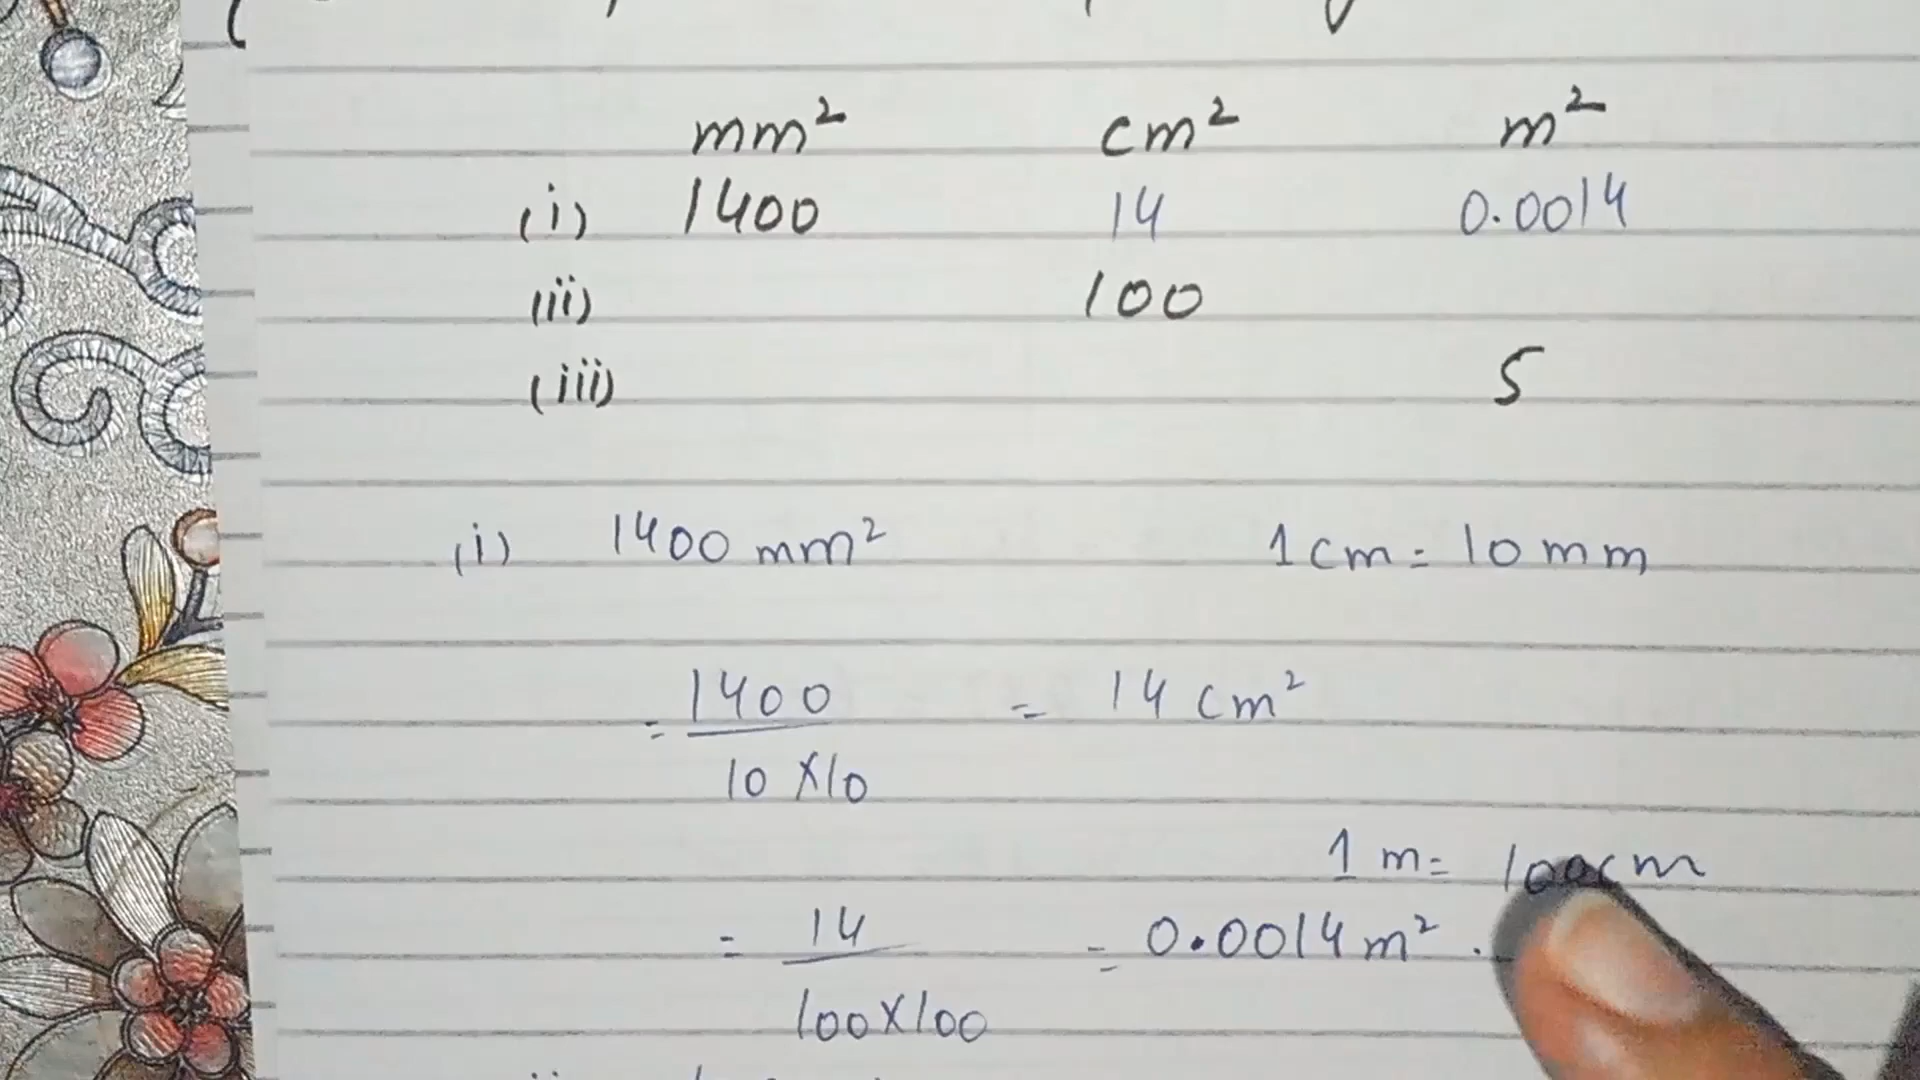 mm² cm² m²
(i) 1400 14 0.0014
(ii) 100
(iii) 5
(i) 1400 mm² 1 cm = 10 mm
= 1400 = 14 cm²
10 × 10
1 m = 100cm
= 14 = 0.0014 m².
100×100